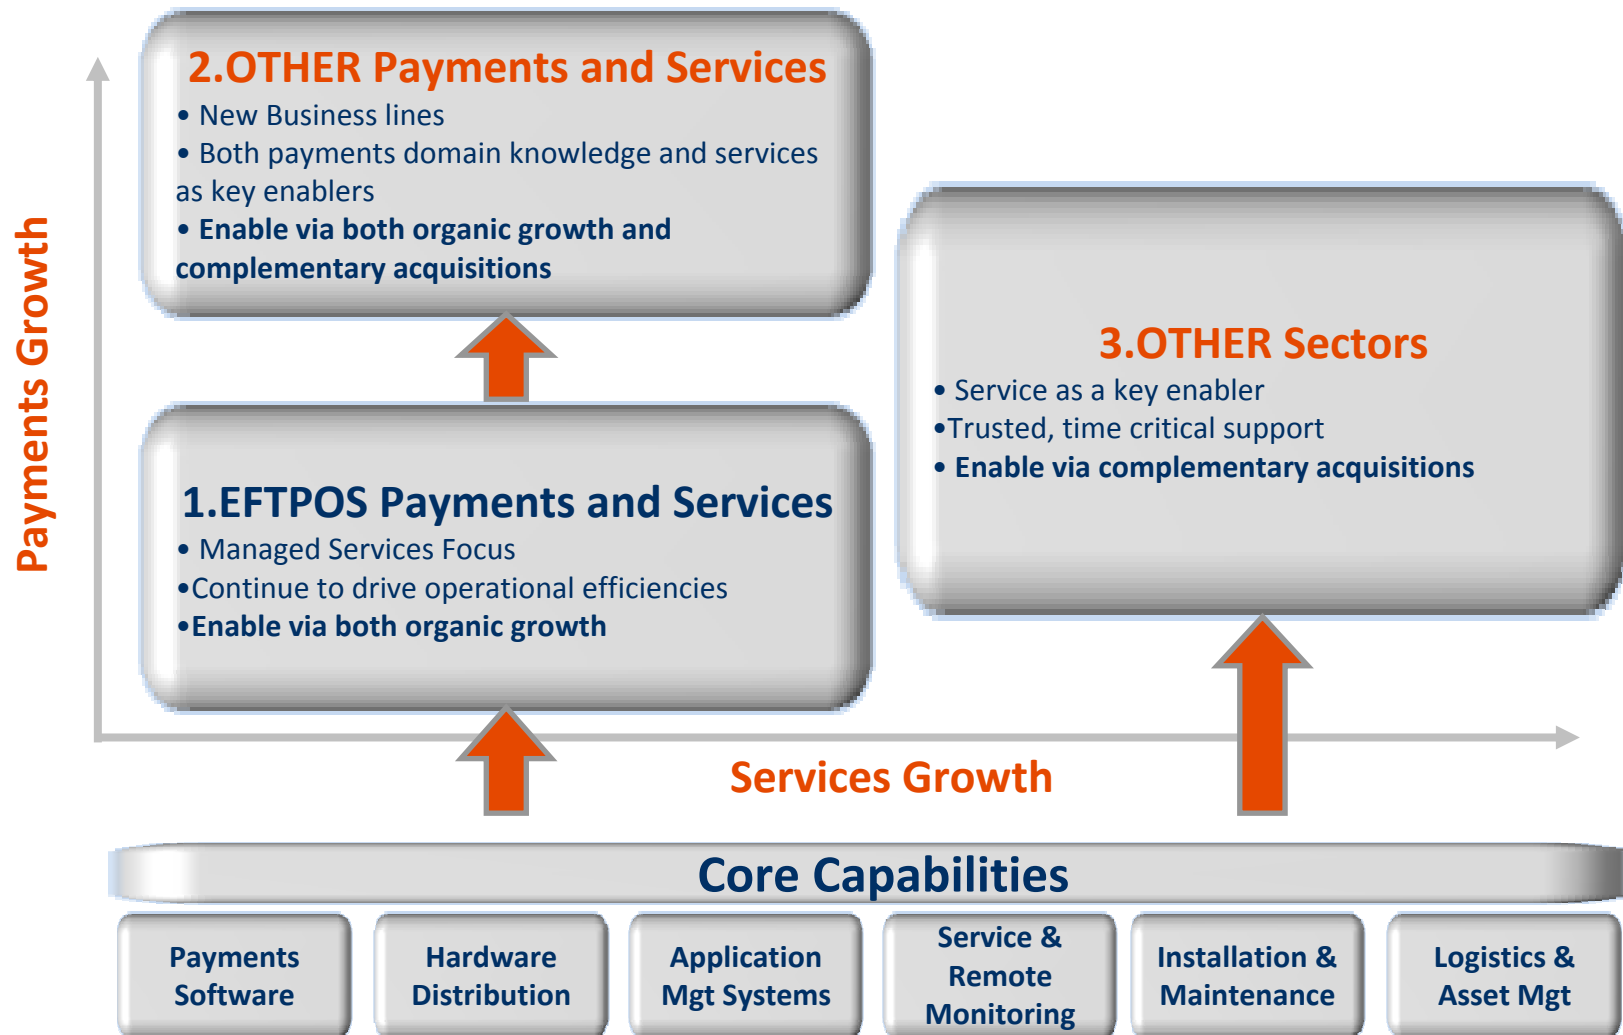 2.OTHER Payments and Services
• New Business lines
• Both payments domain knowledge and services
as key enablers
• Enable via both organic growth and
complementary acquisitions
Payments Growth
3.OTHER Sectors
• Service as a key enabler
•Trusted, time critical support
• Enable via complementary acquisitions
1.EFTPOS Payments and Services
• Managed Services Focus
•Continue to drive operational efficiencies
•Enable via both organic growth
Services Growth
Core Capabilities
Payments
Software
Hardware
Distribution
Application
Mgt Systems
Service &
Remote
Monitoring
Installation &
Maintenance
Logistics &
Asset Mgt